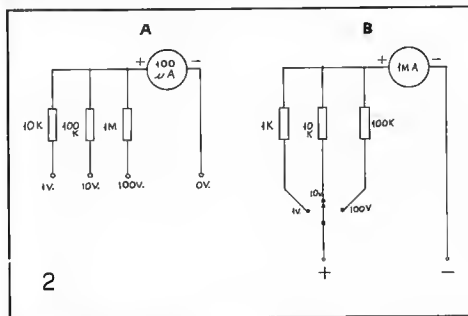 A
B
+ 100 µA −
+ 1MA −
10K
100 K
1M
1K
10 K
100K
1V.
10V.
100V.
0V.
1V.
10V.
100V
+
−
2